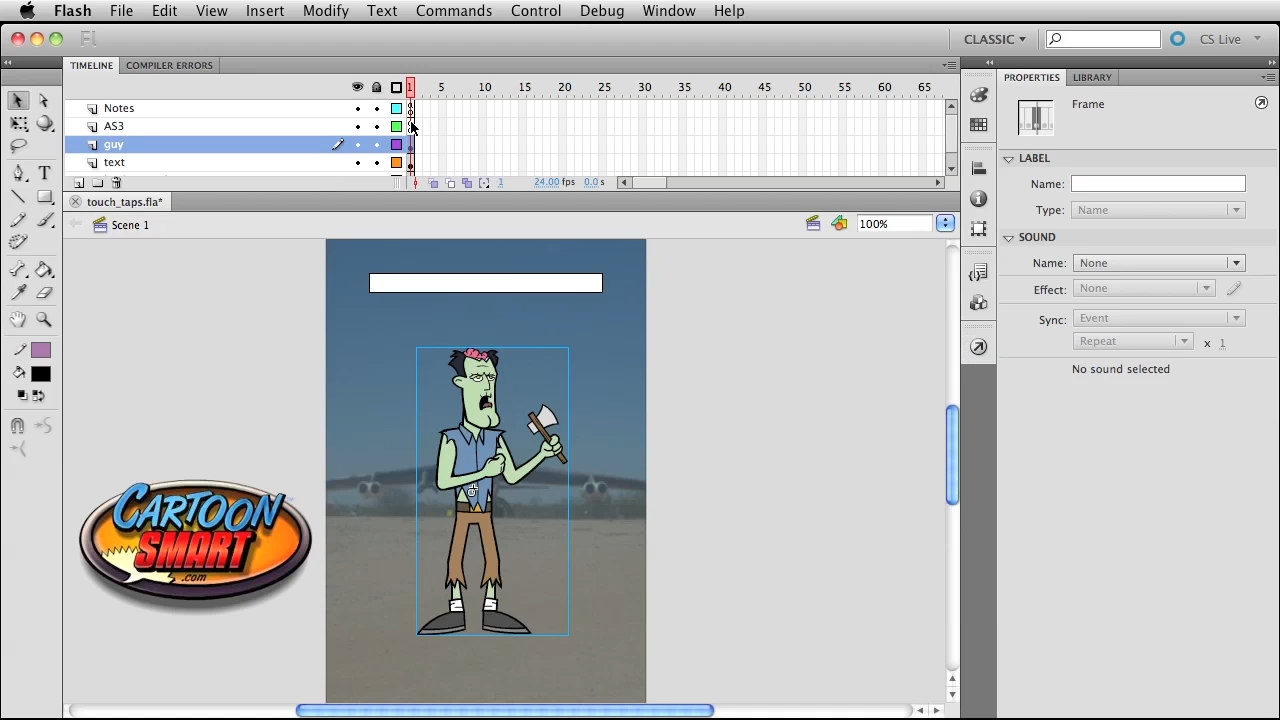 Flash File Edit View Insert Modify Text Commands Control Debug Window Help
Fl CLASSIC CS Live
TIMELINE COMPILER ERRORS PROPERTIES LIBRARY
1 5 10 15 20 25 30 35 40 45 50 55 60 65
Frame
Notes
AS3
guy
text
1 24.00 fps 0.0 s
LABEL
Name:
Type: Name
touch_taps.fla*
Scene 1 100%
SOUND
Name: None
Effect: None
Sync: Event
Repeat x 1
No sound selected
CARTOON
SMART
.com